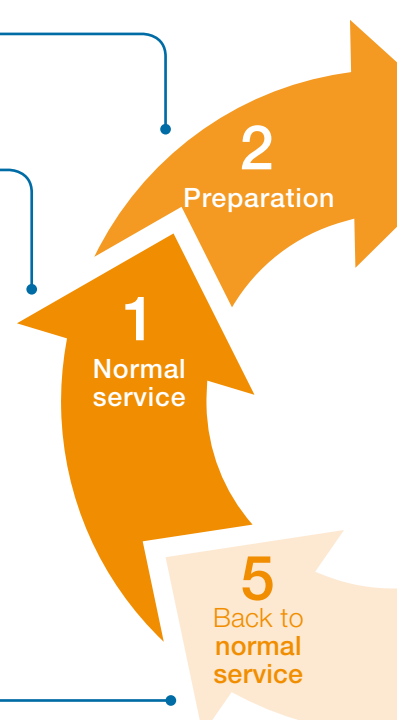 2
Preparation
1
Normal
service
5
Back to
normal
service